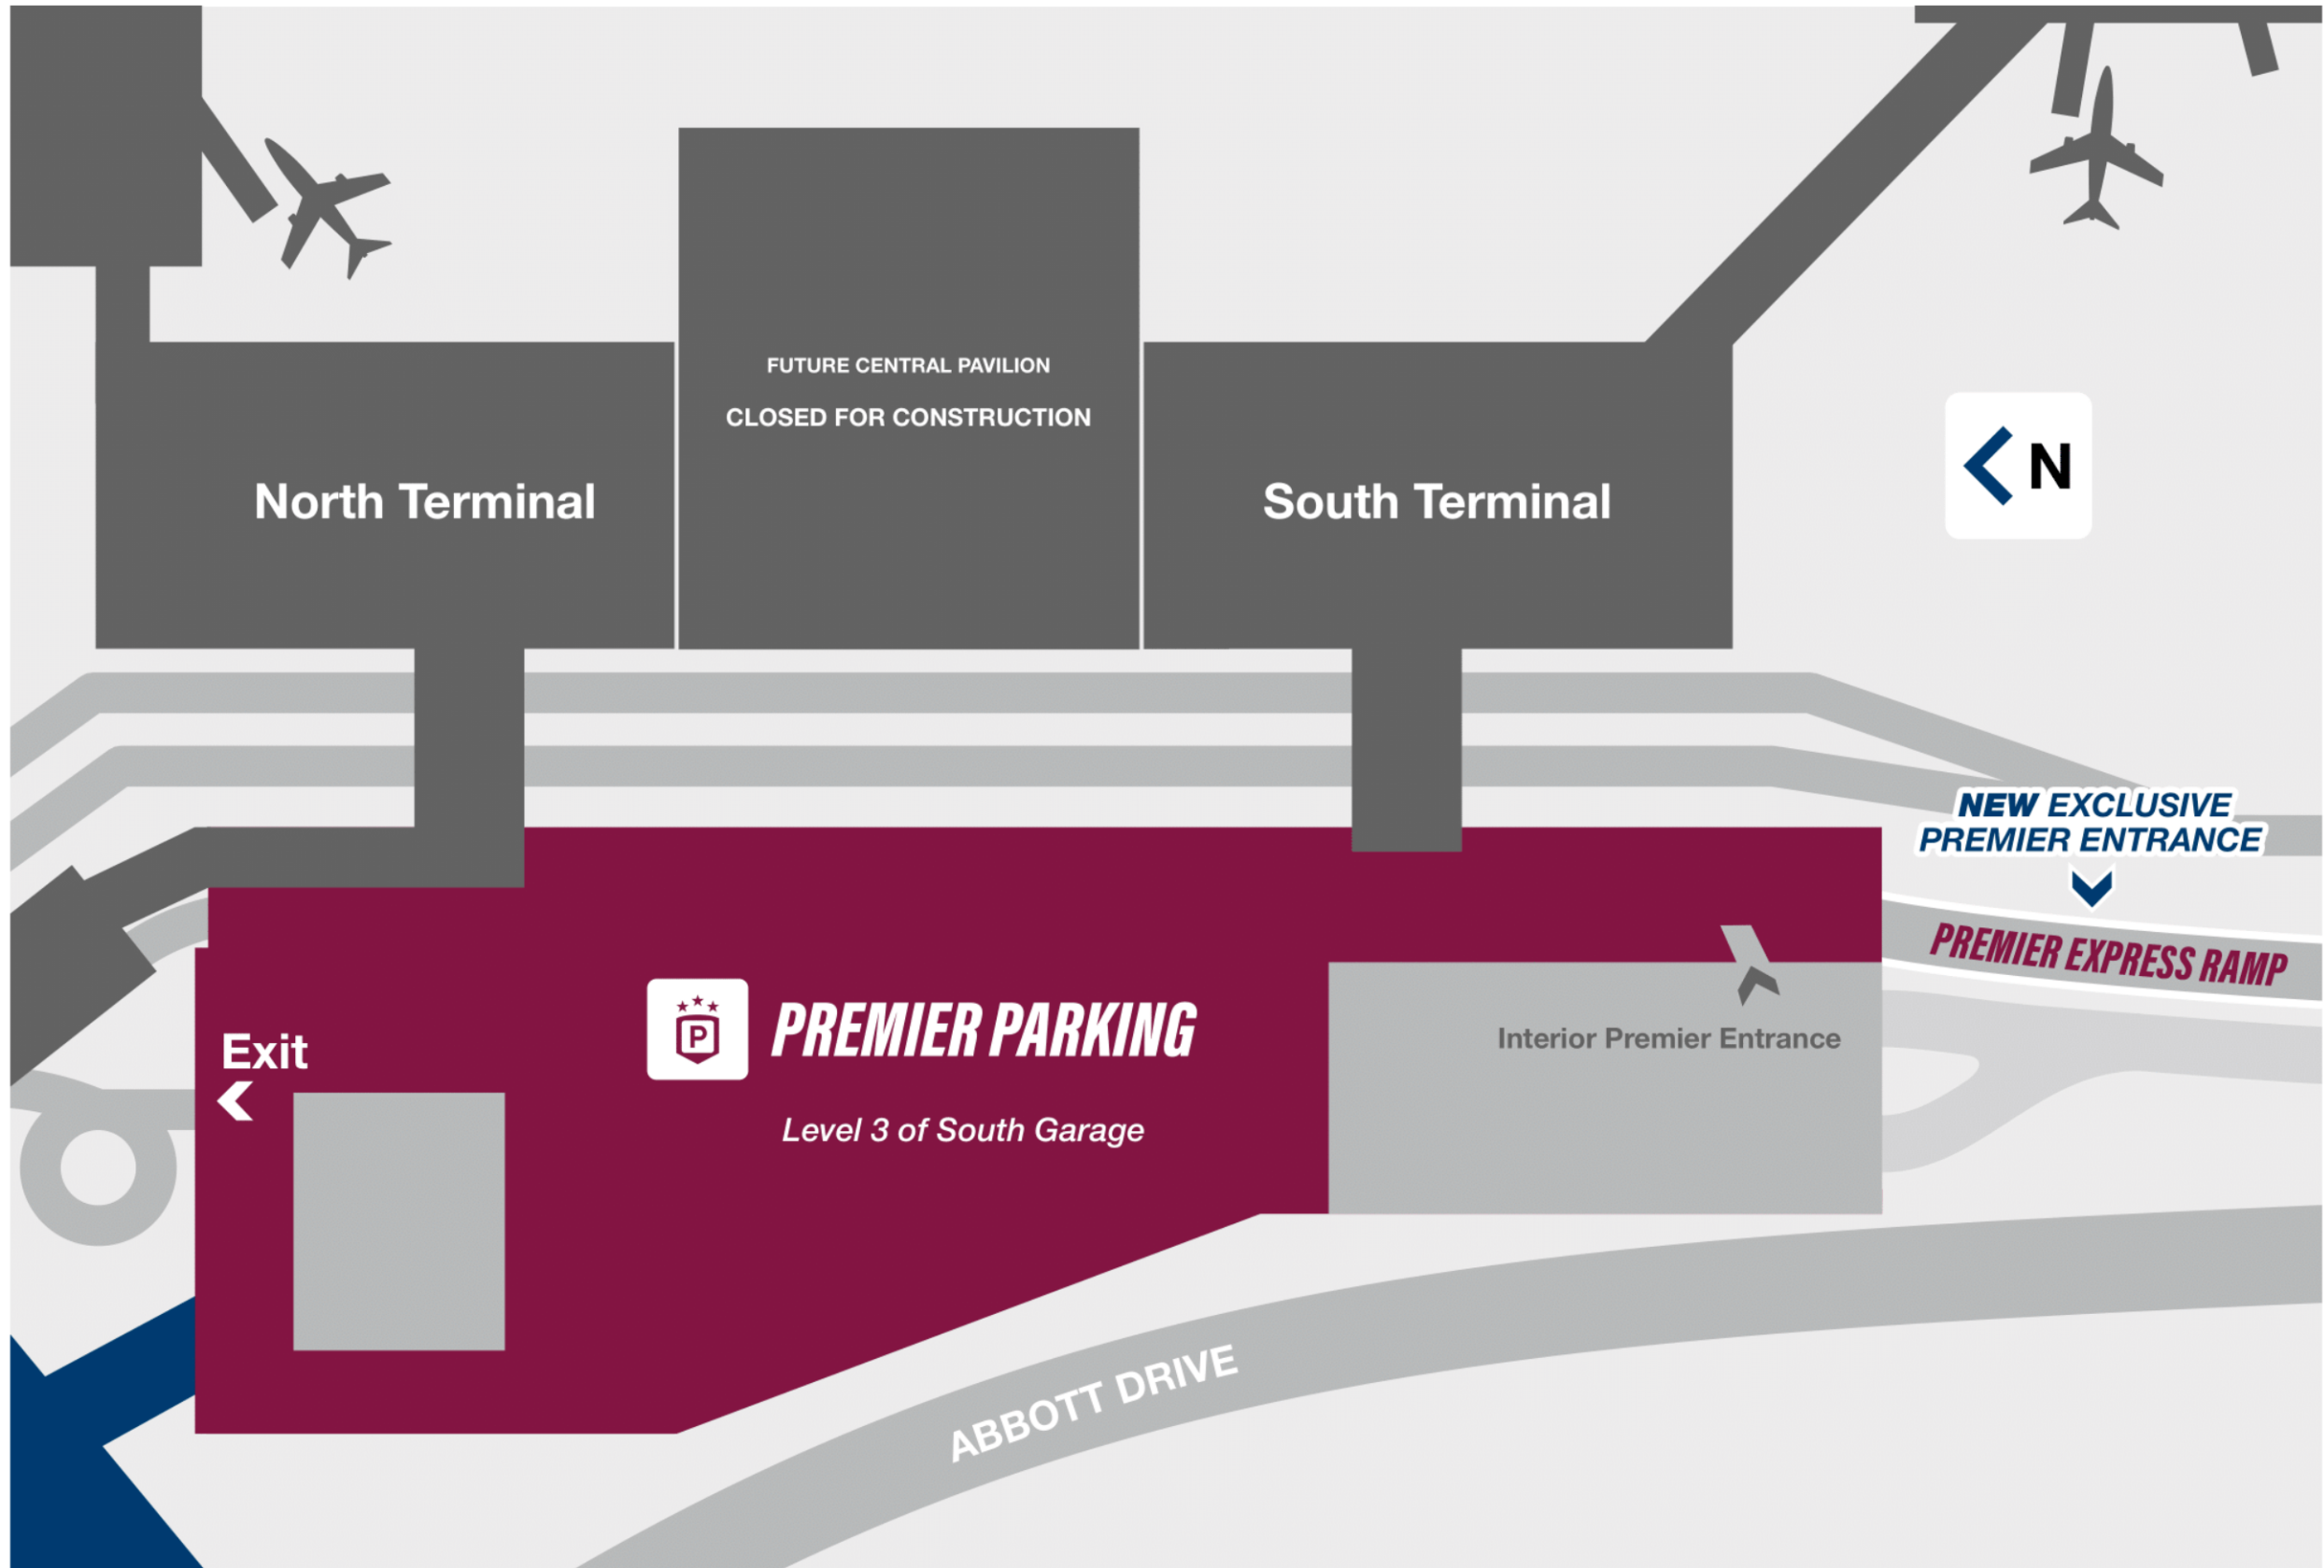 FUTURE CENTRAL PAVILION
CLOSED FOR CONSTRUCTION
North Terminal
South Terminal
N
NEW EXCLUSIVE
PREMIER ENTRANCE
PREMIER EXPRESS RAMP
Exit
P
PREMIER PARKING
Level 3 of South Garage
Interior Premier Entrance
ABBOTT DRIVE